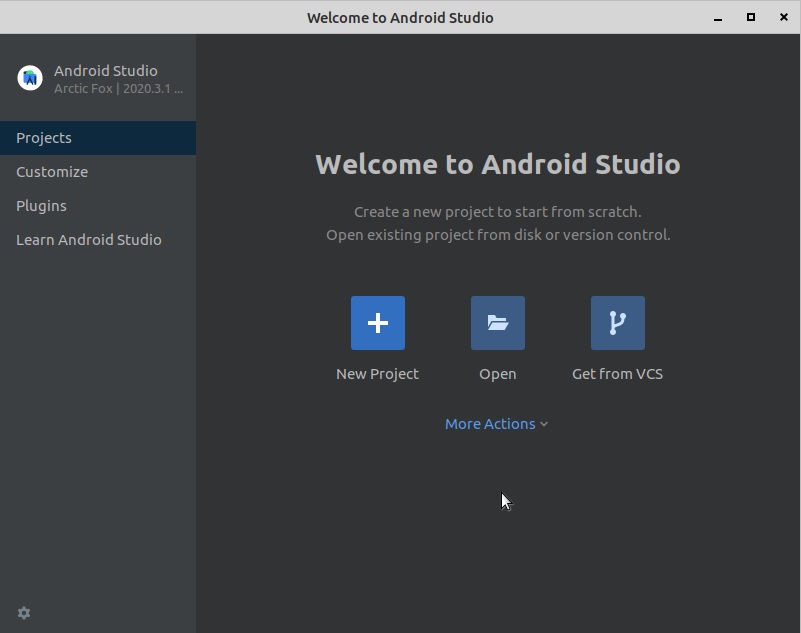 Welcome to Android Studio
Android Studio
Arctic Fox | 2020.3.1 ...
Projects
Customize
Plugins
Learn Android Studio
Welcome to Android Studio
Create a new project to start from scratch.
Open existing project from disk or version control.
New Project
Open
Get from VCS
More Actions